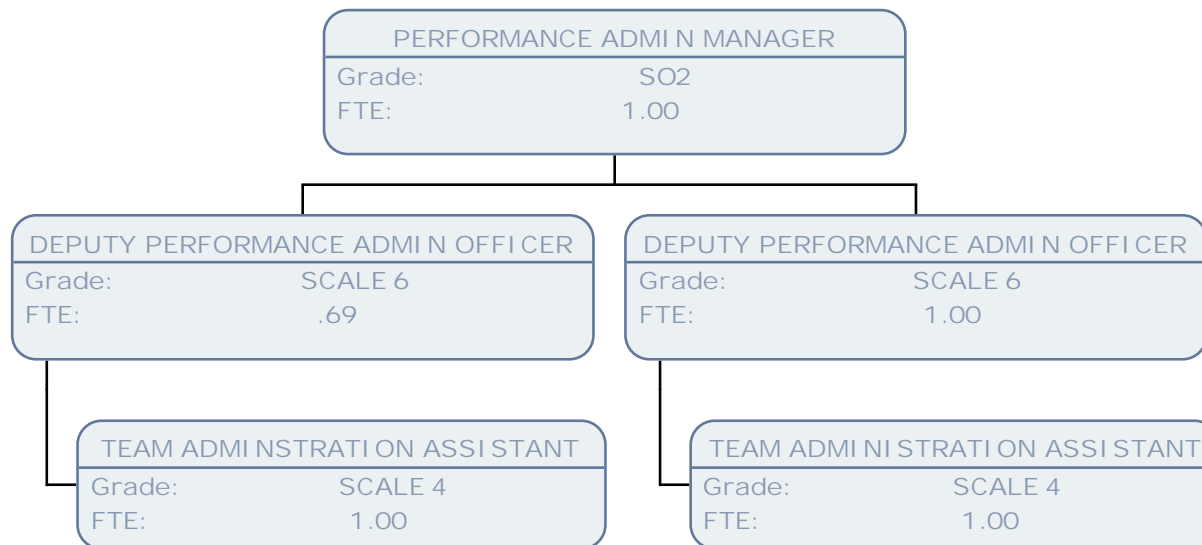 PERFORMANCE ADMIN MANAGER
Grade: SO2
FTE: 1.00
DEPUTY PERFORMANCE ADMIN OFFICER
Grade: SCALE 6
FTE: .69
DEPUTY PERFORMANCE ADMIN OFFICER
Grade: SCALE 6
FTE: 1.00
TEAM ADMINSTRATION ASSISTANT
Grade: SCALE 4
FTE: 1.00
TEAM ADMINISTRATION ASSISTANT
Grade: SCALE 4
FTE: 1.00